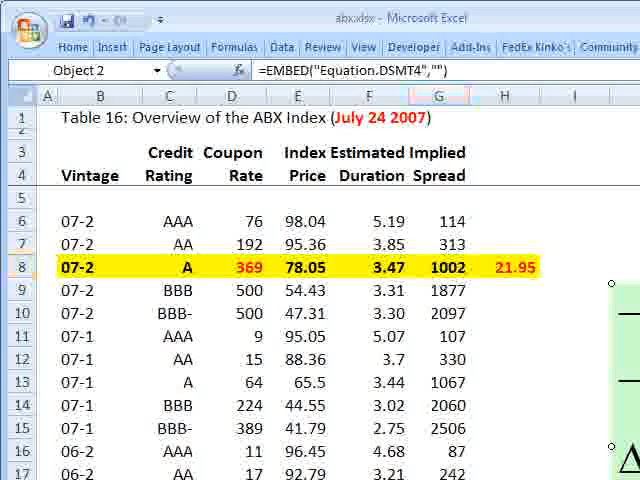 abx.xlsx - Microsoft Excel
Home Insert Page Layout Formulas Data Review View Add-Ins FedEx Kinko's Community
Object 2 fx =EMBED("Equation.DSMT4","")
A B C D E F G H I
1 Table 16: Overview of the ABX Index (July 24 2007)
2
3 Credit Coupon Index Estimated Implied
4 Vintage Rating Rate Price Duration Spread
5
6 07-2 AAA 76 98.04 5.19 114
7 07-2 AA 192 95.36 3.85 313
8 07-2 A 369 78.05 3.47 1002 21.95
9 07-2 BBB 500 54.43 3.31 1877
10 07-2 BBB- 500 47.31 3.30 2097
11 07-1 AAA 9 95.05 5.07 107
12 07-1 AA 15 88.36 3.7 330
13 07-1 A 64 65.5 3.44 1067
14 07-1 BBB 224 44.55 3.02 2060
15 07-1 BBB- 389 41.79 2.75 2506
16 06-2 AAA 11 96.45 4.68 87
17 06-2 AA 17 92.79 3.21 242